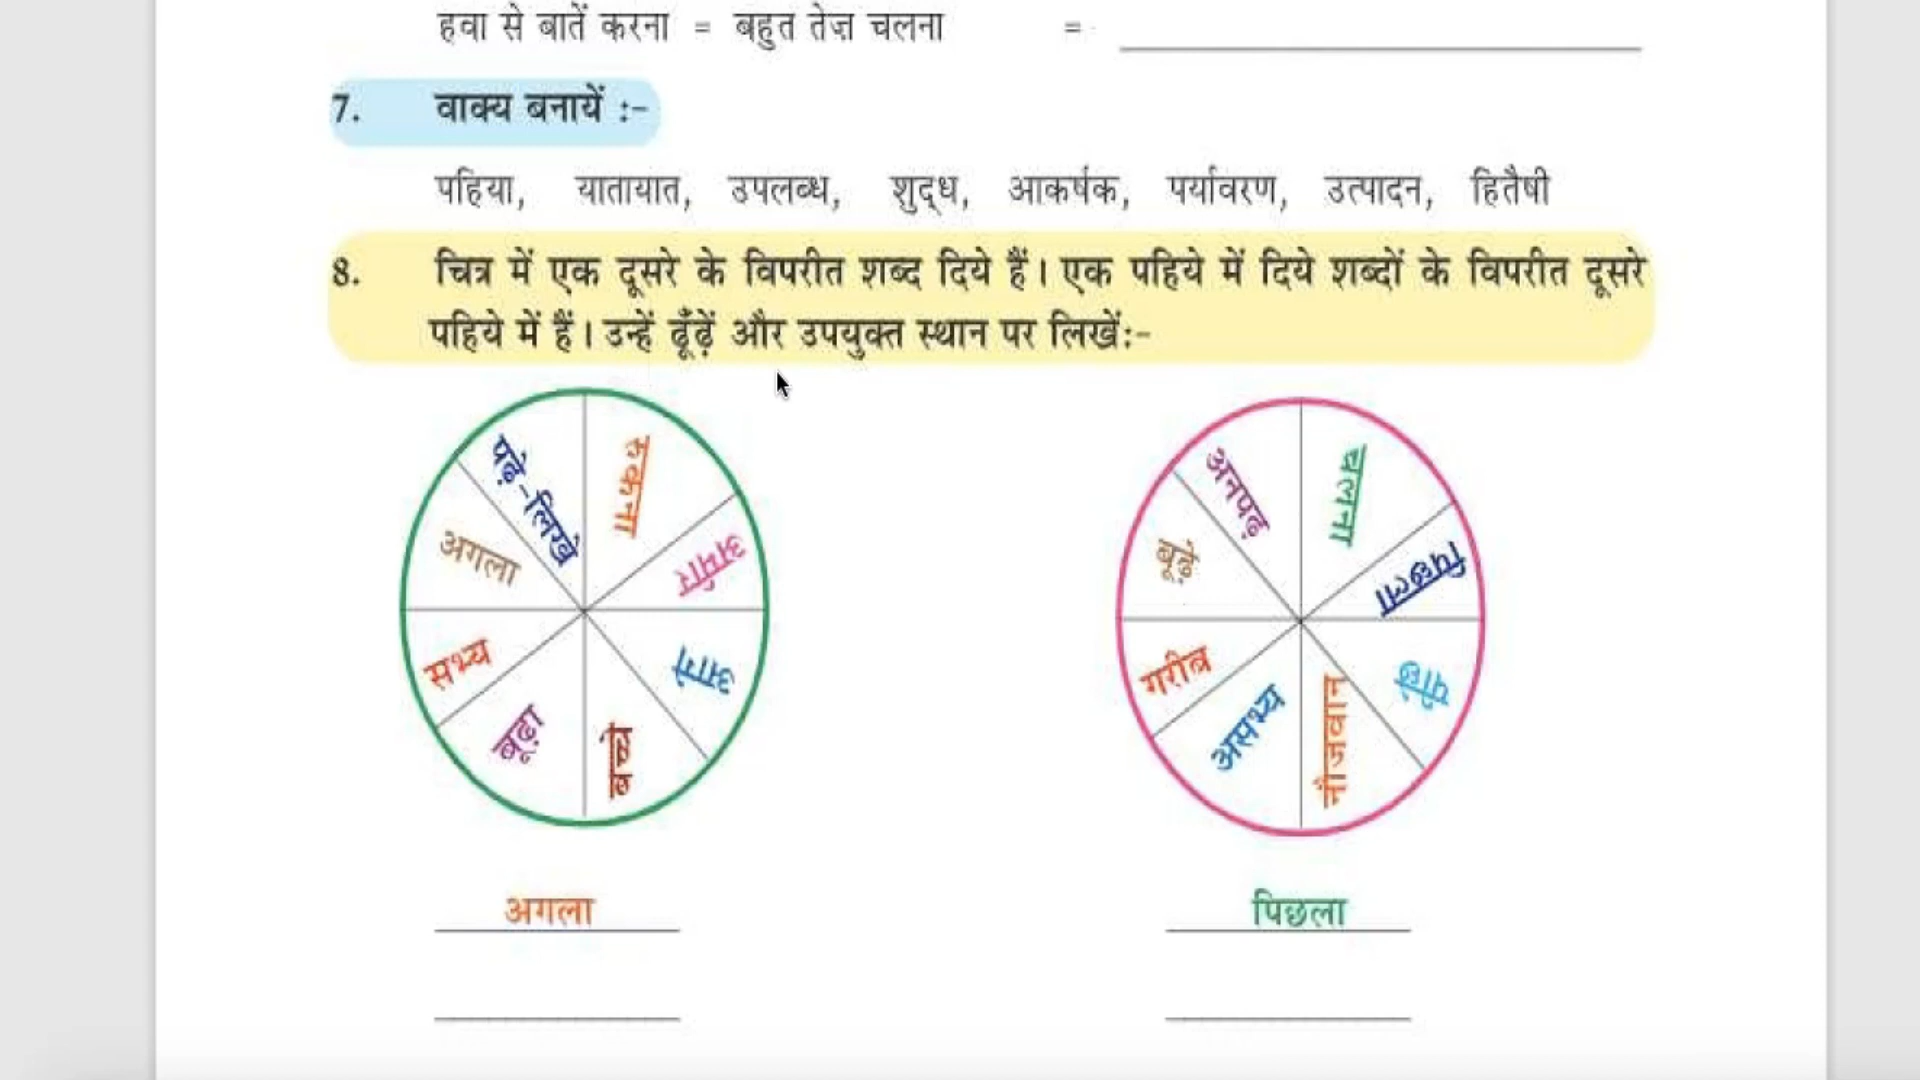 हवा से बातें करना = बहुत तेज़ चलना =
7. वाक्य बनायें :-
पहिया, यातायात, उपलब्ध, शुद्ध, आकर्षक, पर्यावरण, उत्पादन, हितैषी
8. चित्र में एक दूसरे के विपरीत शब्द दिये हैं। एक पहिये में दिये शब्दों के विपरीत दूसरे
पहिये में हैं। उन्हें ढूँढ़ें और उपयुक्त स्थान पर लिखें:-
पढ़े-लिखे
रुकना
अमीर
आगे
बच्चे
बूढ़ा
सभ्य
अगला
अनपढ़
चलना
पिछला
पीछे
नौजवान
असभ्य
गरीब
बूढ़े
अगला पिछला